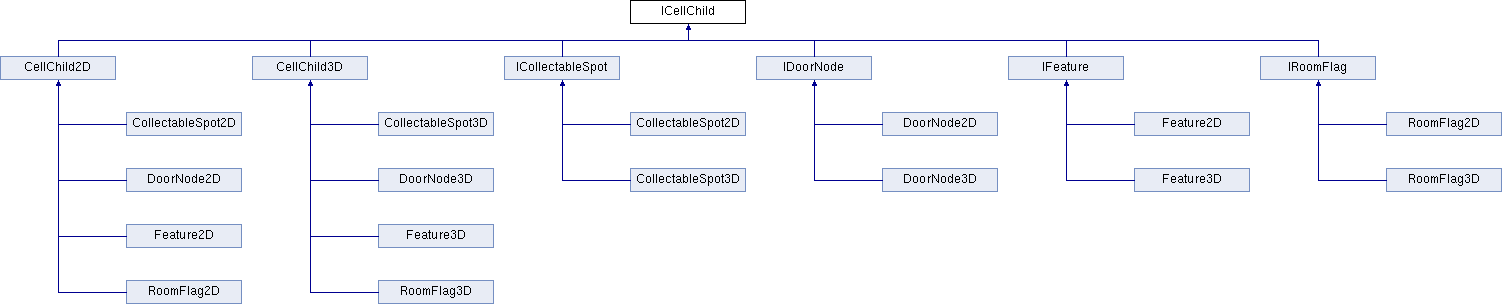 ICellChild
CellChild2D CellChild3D ICollectableSpot IDoorNode IFeature IRoomFlag
CollectableSpot2D CollectableSpot3D CollectableSpot2D DoorNode2D Feature2D RoomFlag2D
DoorNode2D DoorNode3D CollectableSpot3D DoorNode3D Feature3D RoomFlag3D
Feature2D Feature3D
RoomFlag2D RoomFlag3D